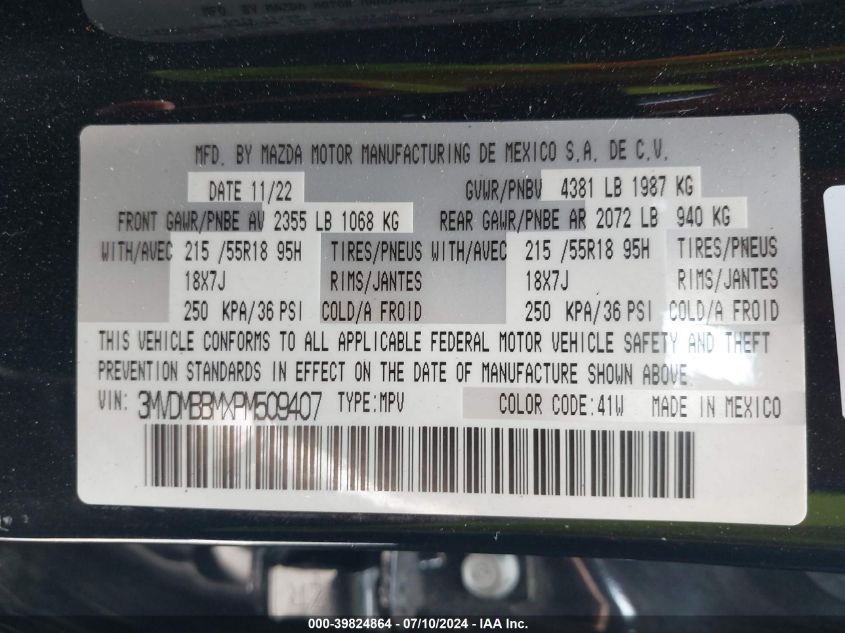 MFD. BY MAZDA MOTOR MANUFACTURING DE MEXICO S.A. DE C.V.
DATE 11/22 GVWR/PNBV 4381 LB 1987 KG
FRONT GAWR/PNBE AV 2355 LB 1068 KG REAR GAWR/PNBE AR 2072 LB 940 KG
WITH/AVEC 215 /55R18 95H TIRES/PNEUS WITH/AVEC 215 /55R18 95H TIRES/PNEUS
18X7J RIMS/JANTES 18X7J RIMS/JANTES
250 KPA/36 PSI COLD/A FROID 250 KPA/36 PSI COLD/A FROID
THIS VEHICLE CONFORMS TO ALL APPLICABLE FEDERAL MOTOR VEHICLE SAFETY AND THEFT
PREVENTION STANDARDS IN EFFECT ON THE DATE OF MANUFACTURE SHOWN ABOVE.
VIN: 3MVDMBBMXPM509407 TYPE:MPV COLOR CODE:41W MADE IN MEXICO
000-39824864 - 07/10/2024 - WWW.IAAI.COM